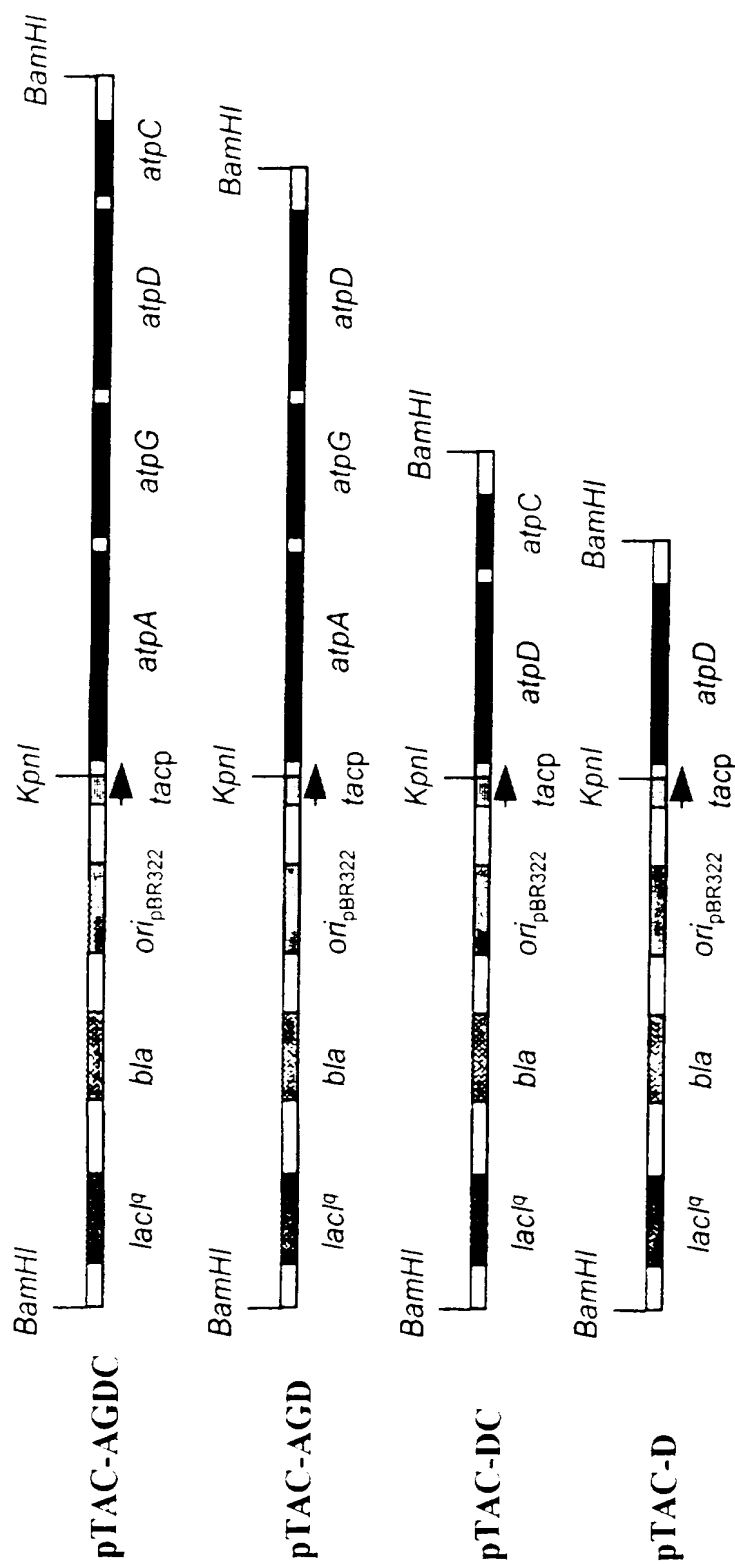 BamHI KpnI BamHI
pTAC-AGDC
lacIq bla oripBR322 tacp atpA atpG atpD atpC
BamHI KpnI BamHI
pTAC-AGD
lacIq bla oripBR322 tacp atpA atpG atpD
BamHI KpnI BamHI
pTAC-DC
lacIq bla oripBR322 tacp atpD atpC
BamHI KpnI BamHI
pTAC-D
lacIq bla oripBR322 tacp atpD